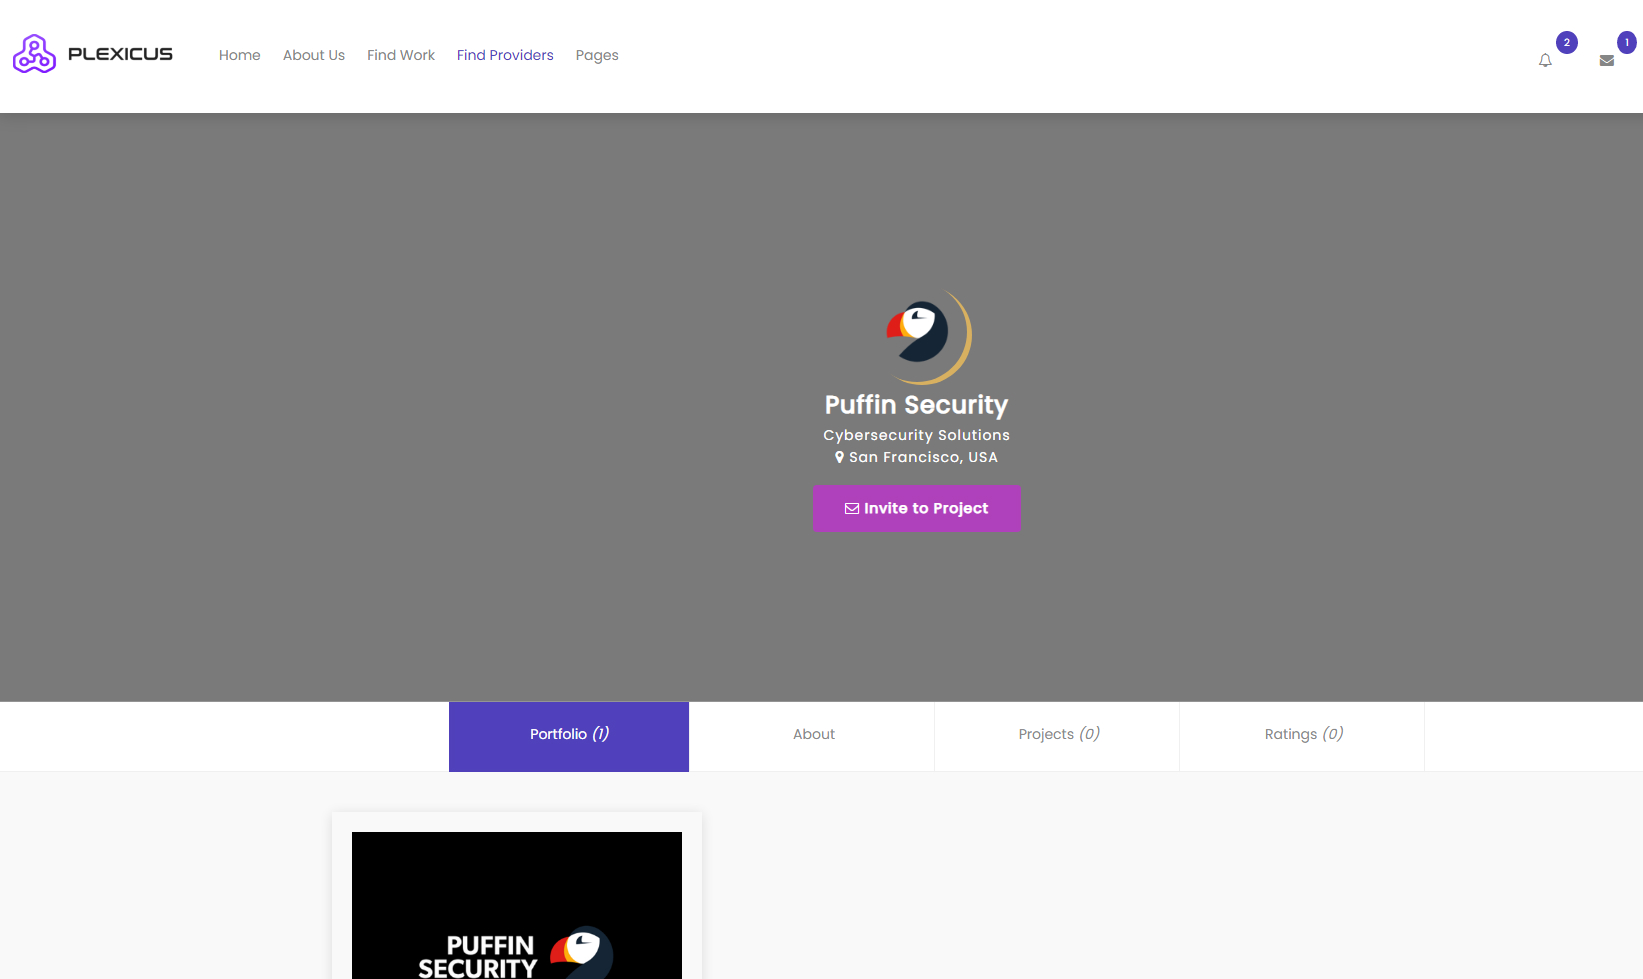 PLEXICUS
Home About Us Find Work Find Providers Pages
2
1
Puffin Security
Cybersecurity Solutions
San Francisco, USA
Invite to Project
Portfolio (1) About Projects (0) Ratings (0)
PUFFIN
SECURITY